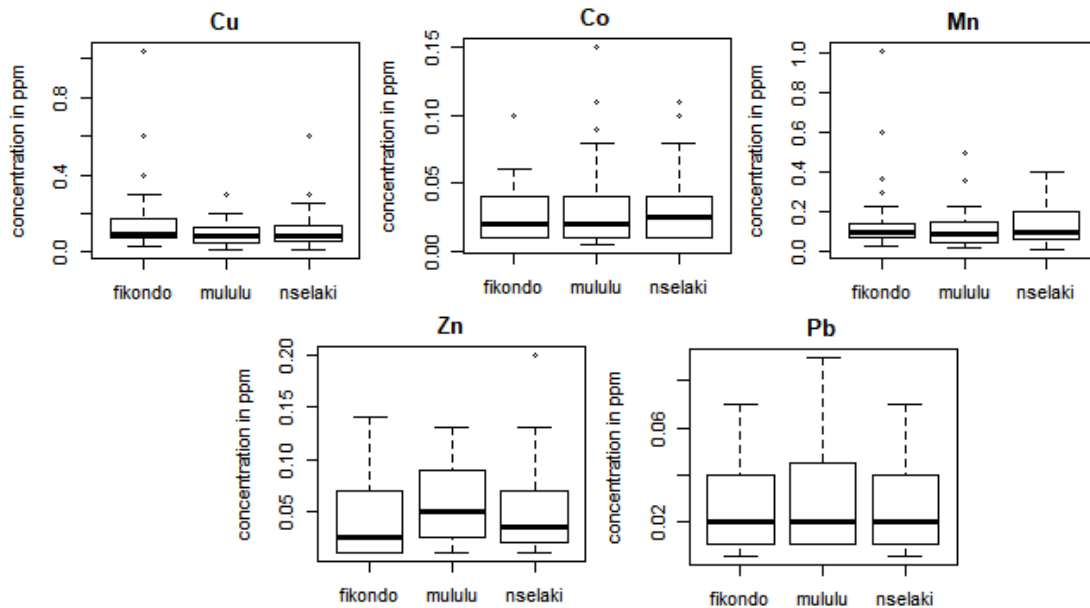 Cu
concentration in ppm
0.0
0.4
0.8
fikondo mululu nselaki
Co
concentration in ppm
0.00
0.05
0.10
0.15
fikondo mululu nselaki
Mn
concentration in ppm
0.0
0.2
0.4
0.6
0.8
1.0
fikondo mululu nselaki
Zn
concentration in ppm
0.05
0.10
0.15
0.20
fikondo mululu nselaki
Pb
concentration in ppm
0.02
0.06
fikondo mululu nselaki